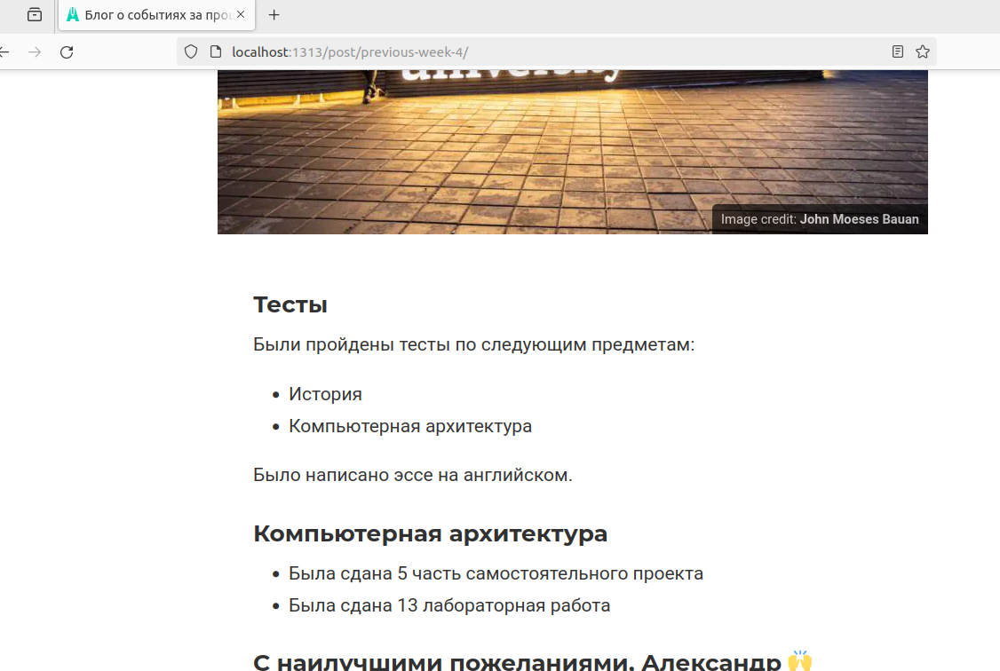 Блог о событиях за
localhost:1313/post/previous-week-4/
university
Image credit: John Moeses Bauan
Тесты
Были пройдены тесты по следующим предметам:
История
Компьютерная архитектура
Было написано эссе на английском.
Компьютерная архитектура
Была сдана 5 часть самостоятельного проекта
Была сдана 13 лабораторная работа
С наилучшими пожеланиями, Александр 🙌